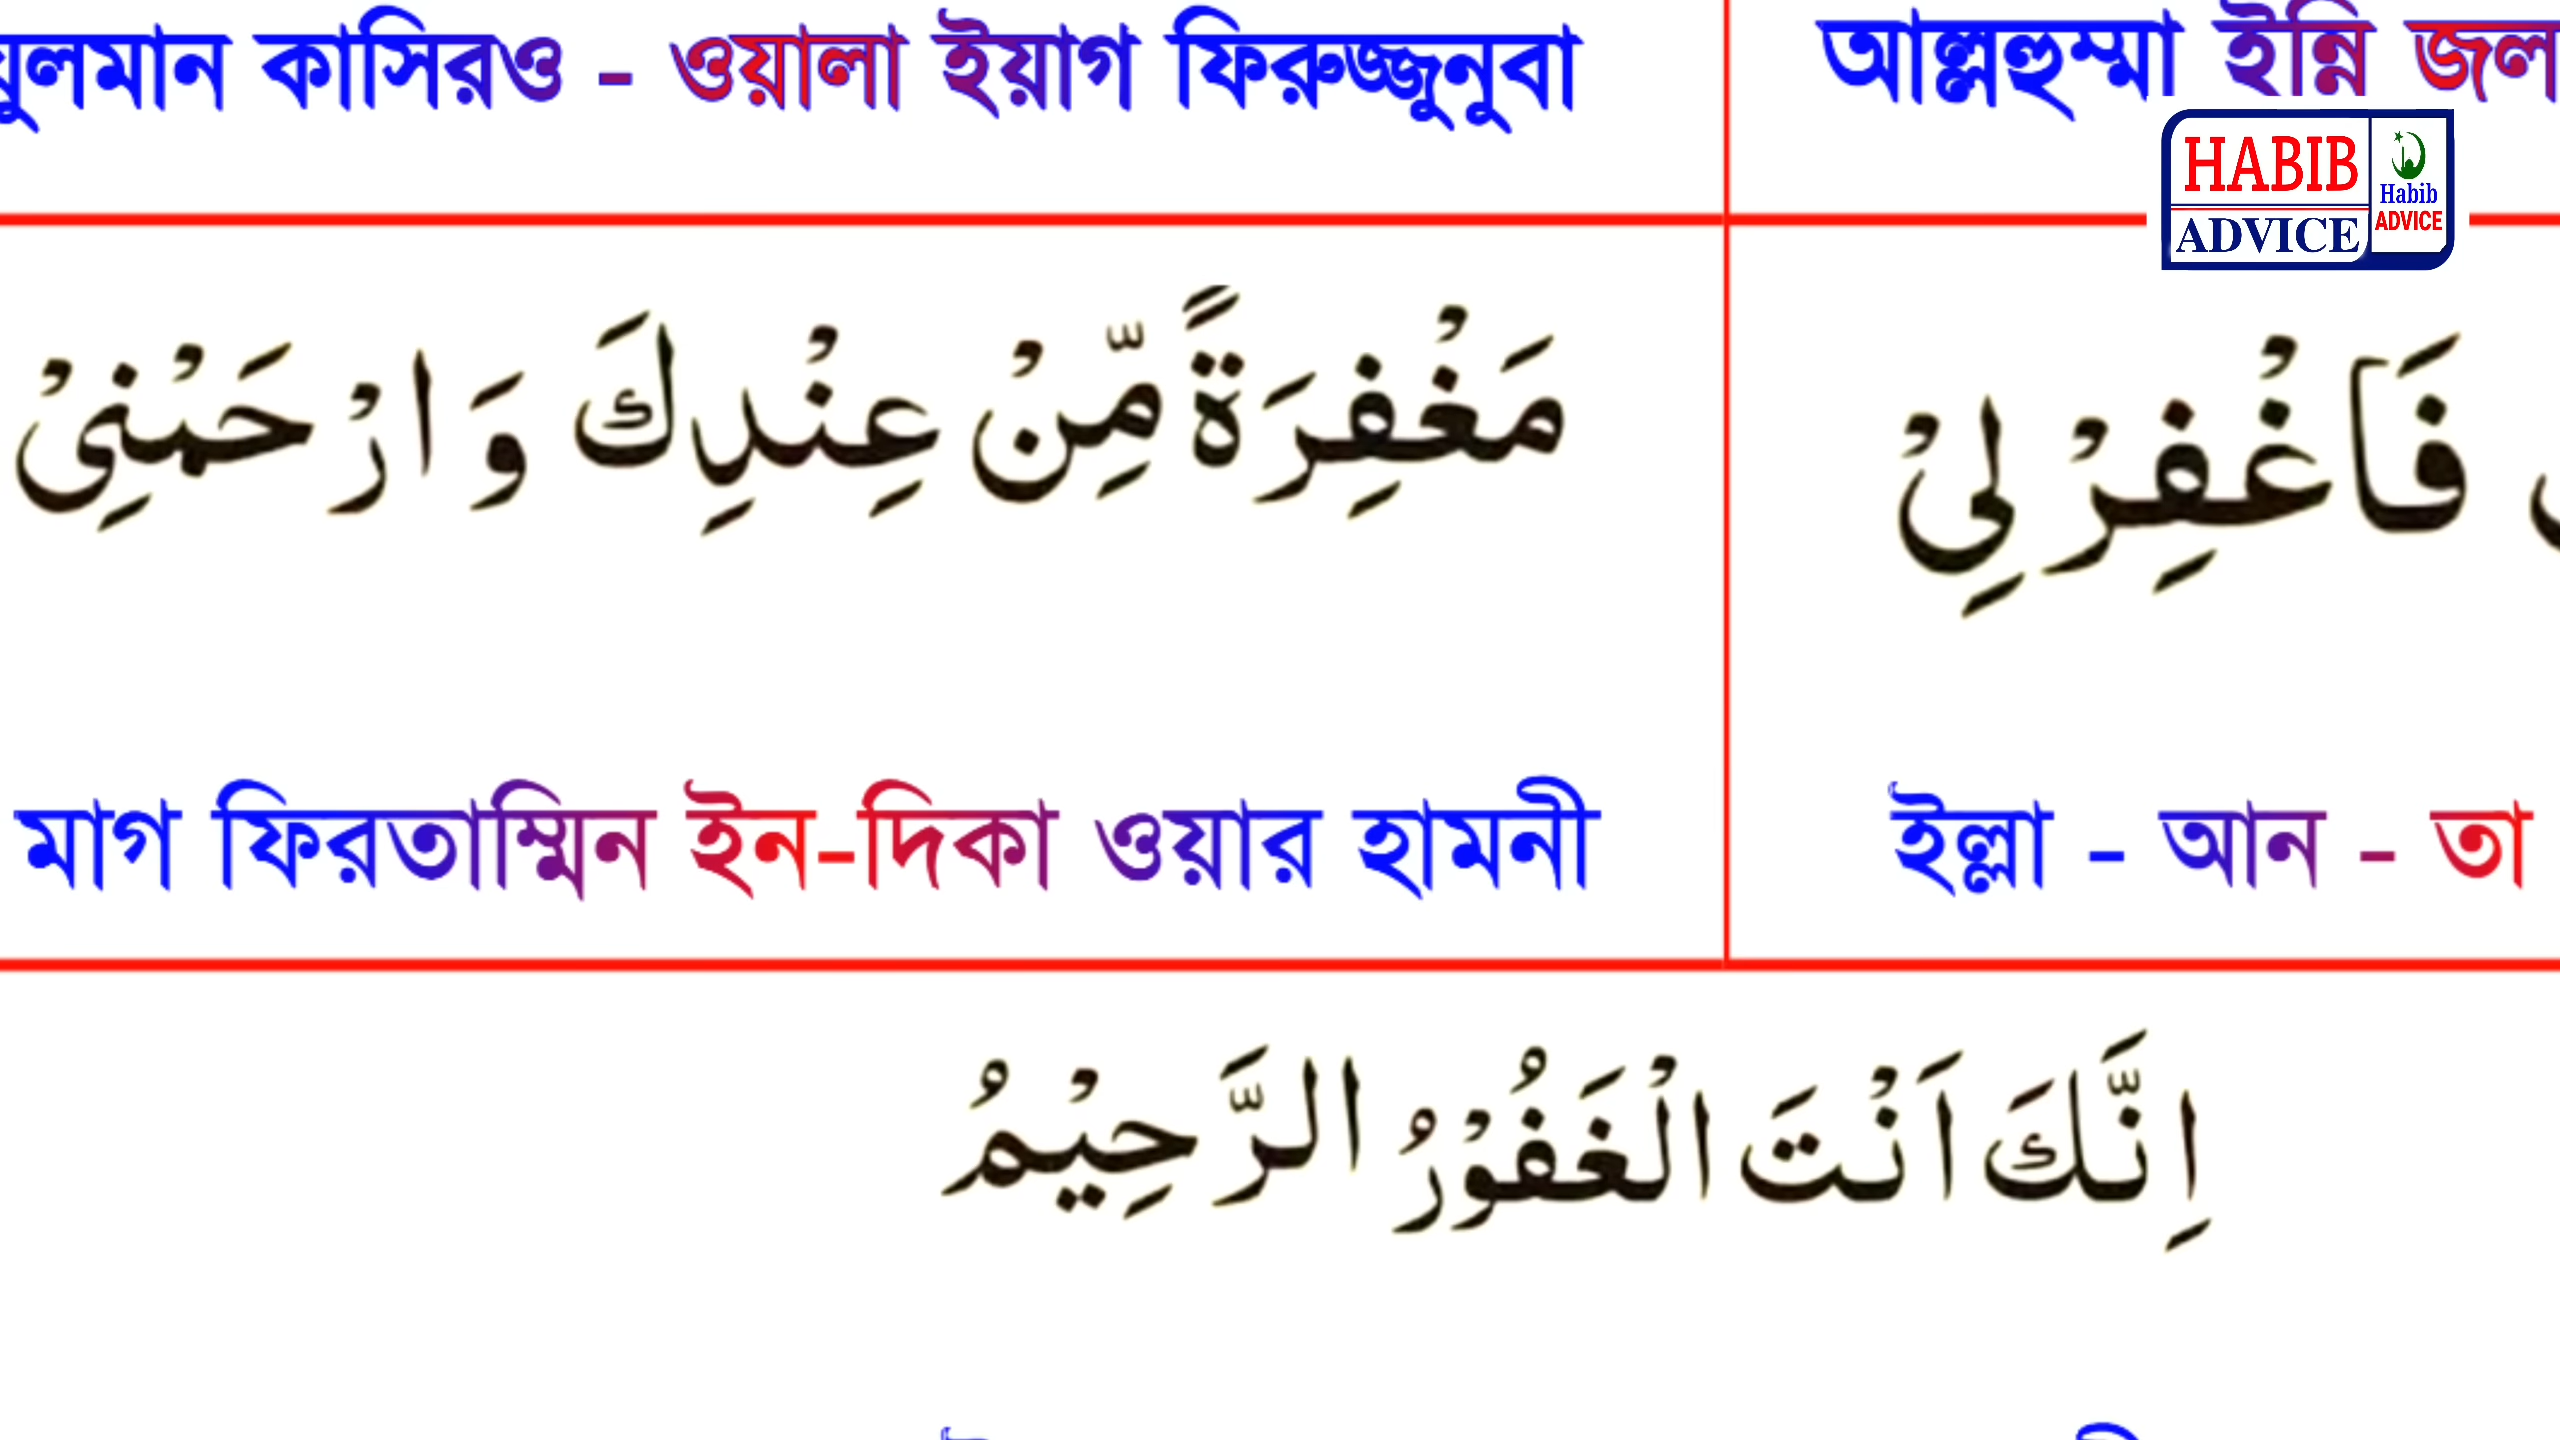 যুলমান কাসিরও - ওয়ালা ইয়াগ ফিরুজ্জুনুবা
আল্লহুম্মা ইন্নি জল
HABIB
ADVICE
Habib
ADVICE
مَغْفِرَةً مِّنْ عِنْدِكَ وَارْحَمْنِىْ
فَاغْفِرْلِىْ
মাগ ফিরতাম্মিন ইন-দিকা ওয়ার হামনী
ইল্লা - আন - তা
اِنَّكَ اَنْتَ الْغَفُوْرُ الرَّحِيْمُ